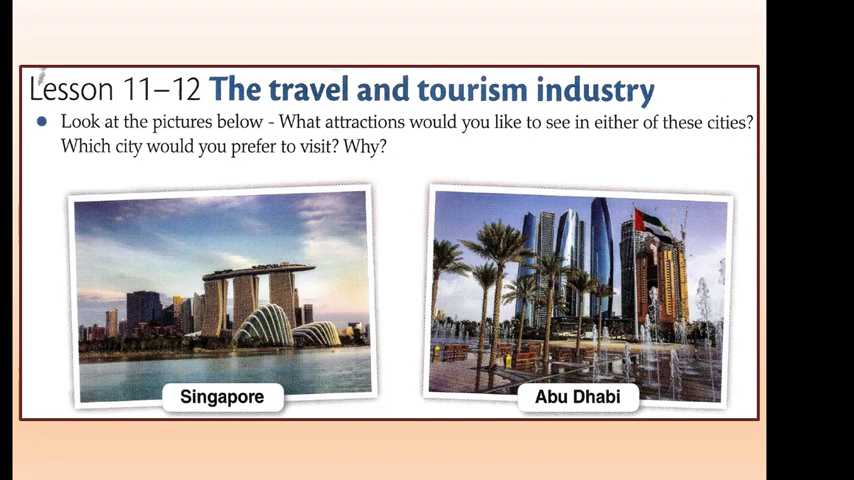 Lesson 11–12 The travel and tourism industry
• Look at the pictures below - What attractions would you like to see in either of these cities?
Which city would you prefer to visit? Why?
Singapore
Abu Dhabi